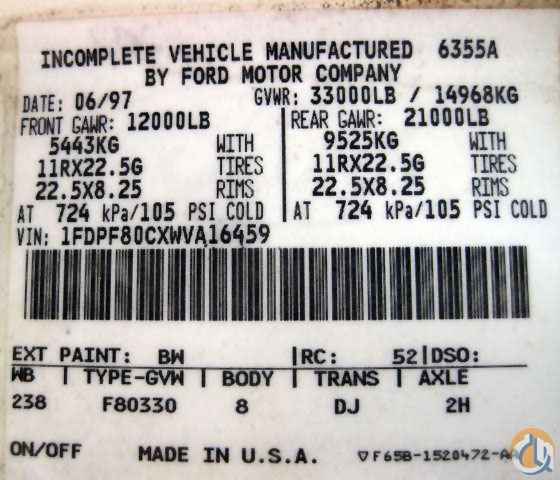 INCOMPLETE VEHICLE MANUFACTURED 6355A
BY FORD MOTOR COMPANY
DATE: 06/97 GVWR: 33000LB / 14968KG
FRONT GAWR: 12000LB
5443KG WITH
11RX22.5G TIRES
22.5X8.25 RIMS
AT 724 kPa/105 PSI COLD
REAR GAWR: 21000LB
9525KG WITH
11RX22.5G TIRES
22.5X8.25 RIMS
AT 724 kPa/105 PSI COLD
VIN: 1FDPF80CXWVA16459
EXT PAINT: BW RC: 52 DSO:
WB TYPE-GVW BODY TRANS AXLE
238 F80330 8 DJ 2H
ON/OFF MADE IN U.S.A. ▽F65B-1520472-AA